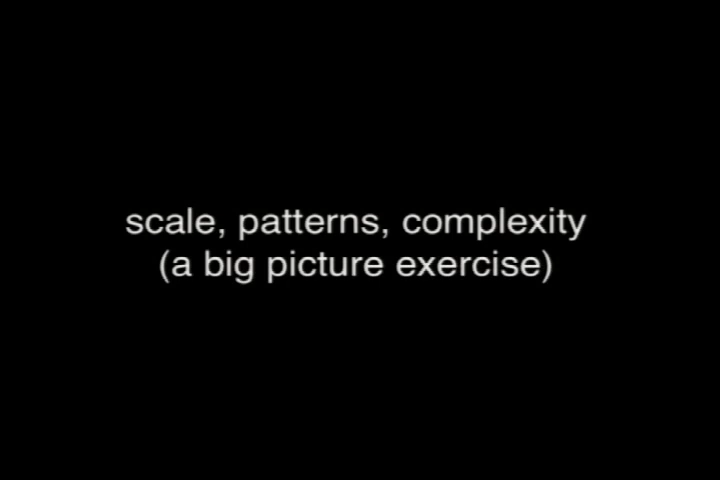 scale, patterns, complexity
(a big picture exercise)